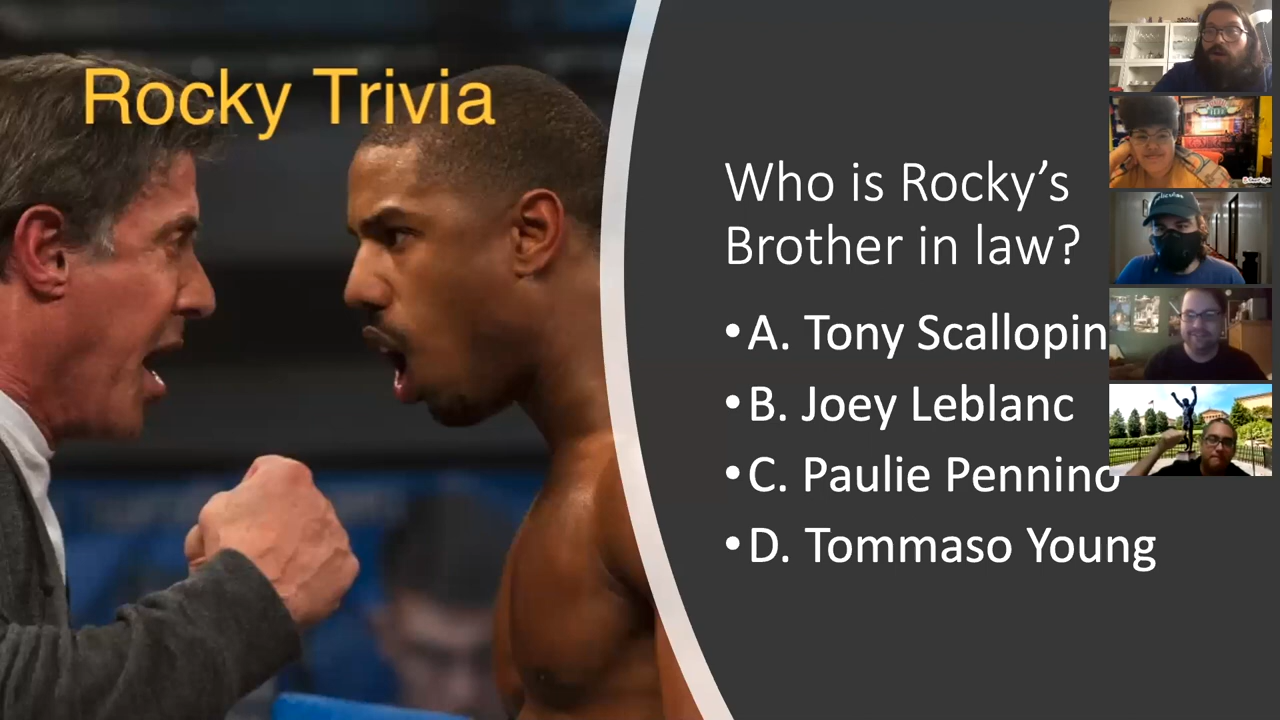 Rocky Trivia
Who is Rocky’s
Brother in law?
•A. Tony Scallopin
•B. Joey Leblanc
•C. Paulie Pennino
•D. Tommaso Young